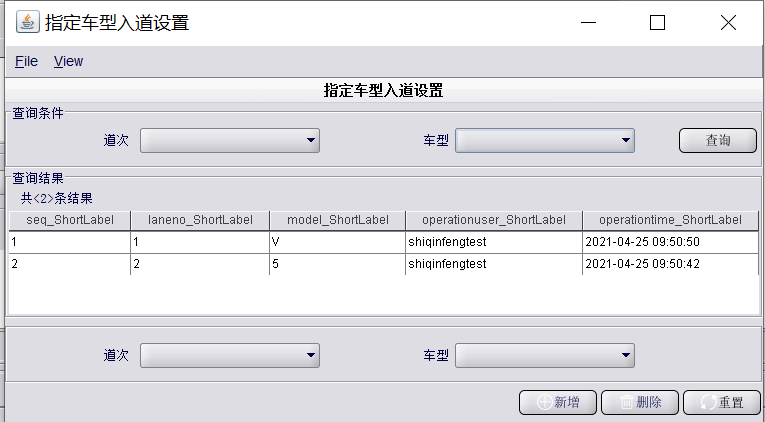 指定车型入道设置
File View
指定车型入道设置
查询条件
道次 车型 查询
查询结果
共<2>条结果
seq_ShortLabel laneno_ShortLabel model_ShortLabel operationuser_ShortLabel operationtime_ShortLabel
1 1 V shiqinfengtest 2021-04-25 09:50:50
2 2 5 shiqinfengtest 2021-04-25 09:50:42
道次 车型
新增 删除 重置